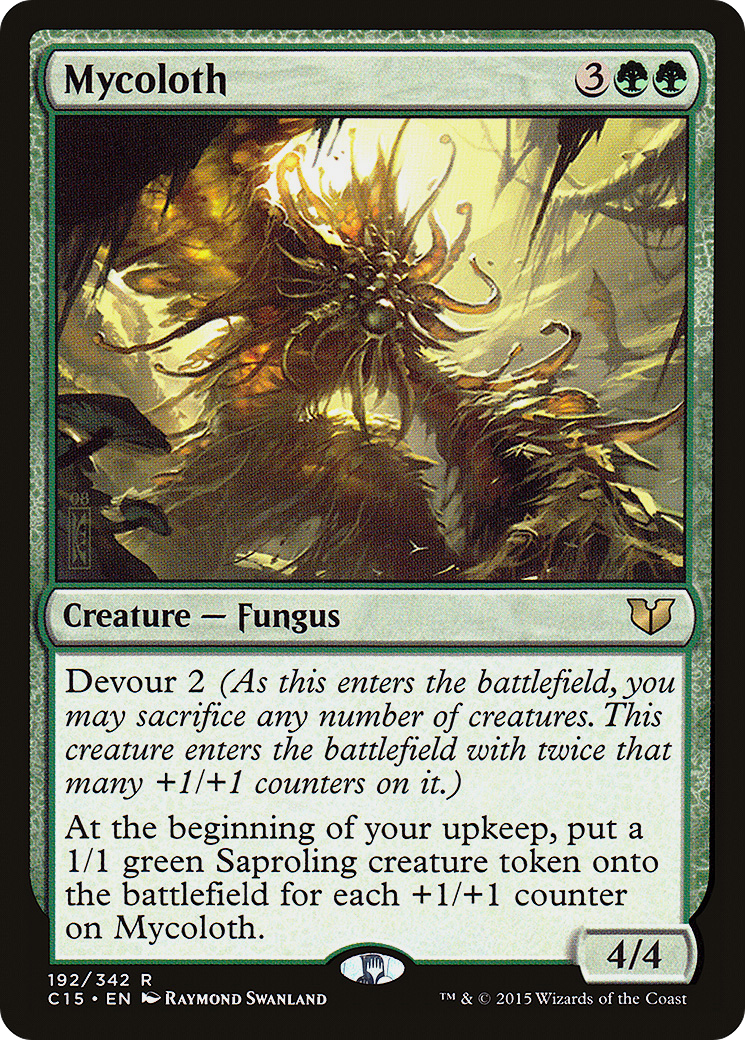 Mycoloth 3
Creature — Fungus
Devour 2 (As this enters the battlefield, you
may sacrifice any number of creatures. This
creature enters the battlefield with twice that
many +1/+1 counters on it.)
At the beginning of your upkeep, put a
1/1 green Saproling creature token onto
the battlefield for each +1/+1 counter
on Mycoloth.
4/4
192/342 R
C15 • EN Raymond Swanland
™ & © 2015 Wizards of the Coast
08